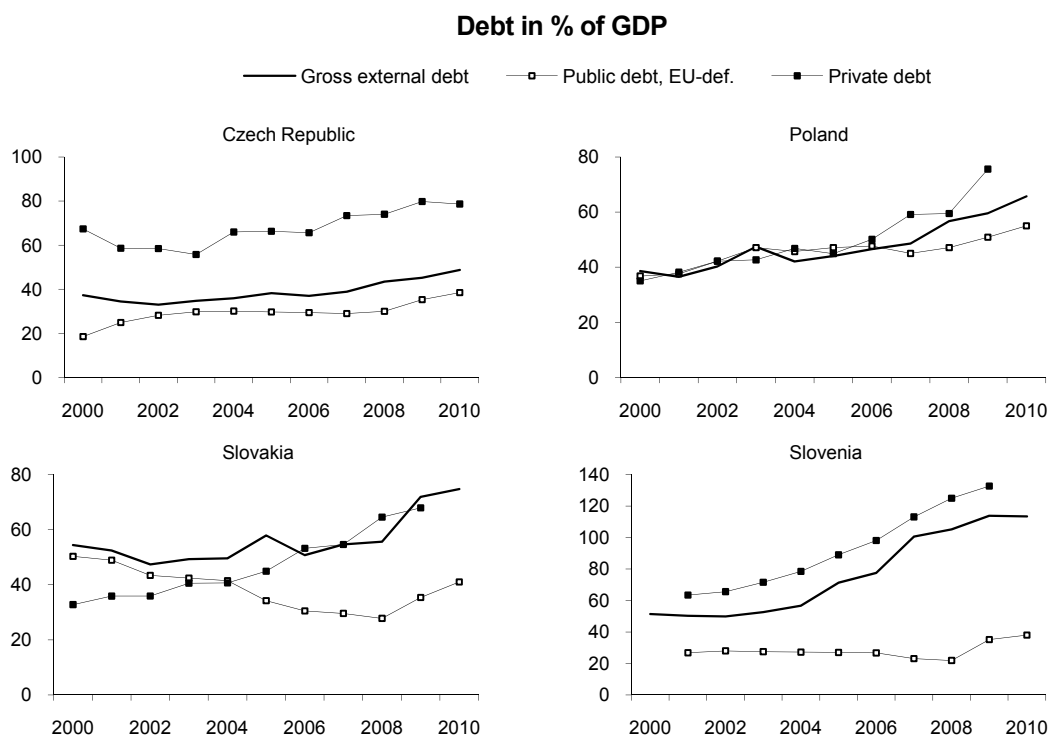 Debt in % of GDP
Gross external debt Public debt, EU-def. Private debt
Czech Republic
100
80
60
40
20
0
2000 2002 2004 2006 2008 2010
Poland
80
60
40
20
0
2000 2002 2004 2006 2008 2010
Slovakia
80
60
40
20
0
2000 2002 2004 2006 2008 2010
Slovenia
140
120
100
80
60
40
20
0
2000 2002 2004 2006 2008 2010